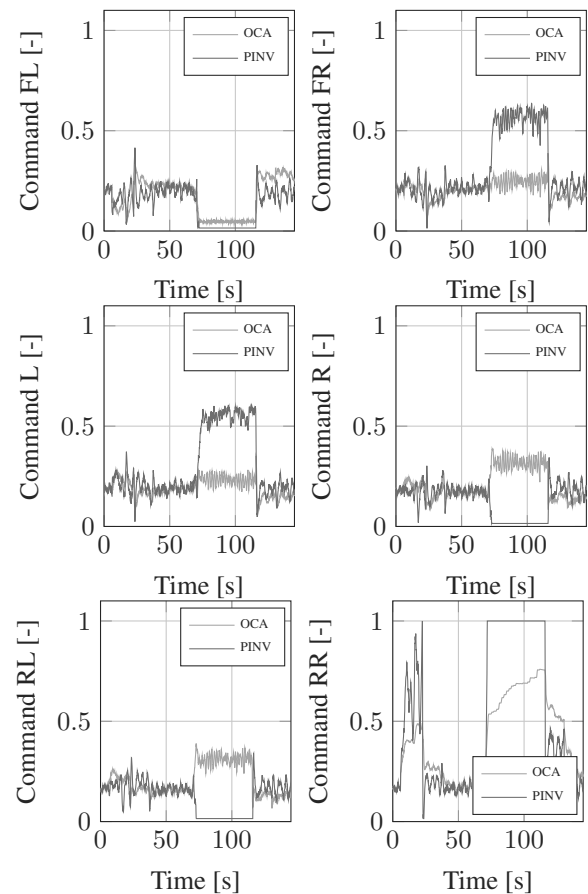 1
0.5
0
Command FL [-]
OCA
PINV
0 50 100
Time [s]
1
0.5
0
Command FR [-]
OCA
PINV
0 50 100
Time [s]
1
0.5
0
Command L [-]
OCA
PINV
0 50 100
Time [s]
1
0.5
0
Command R [-]
OCA
PINV
0 50 100
Time [s]
1
0.5
0
Command RL [-]
OCA
PINV
0 50 100
Time [s]
1
0.5
0
Command RR [-]
OCA
PINV
0 50 100
Time [s]